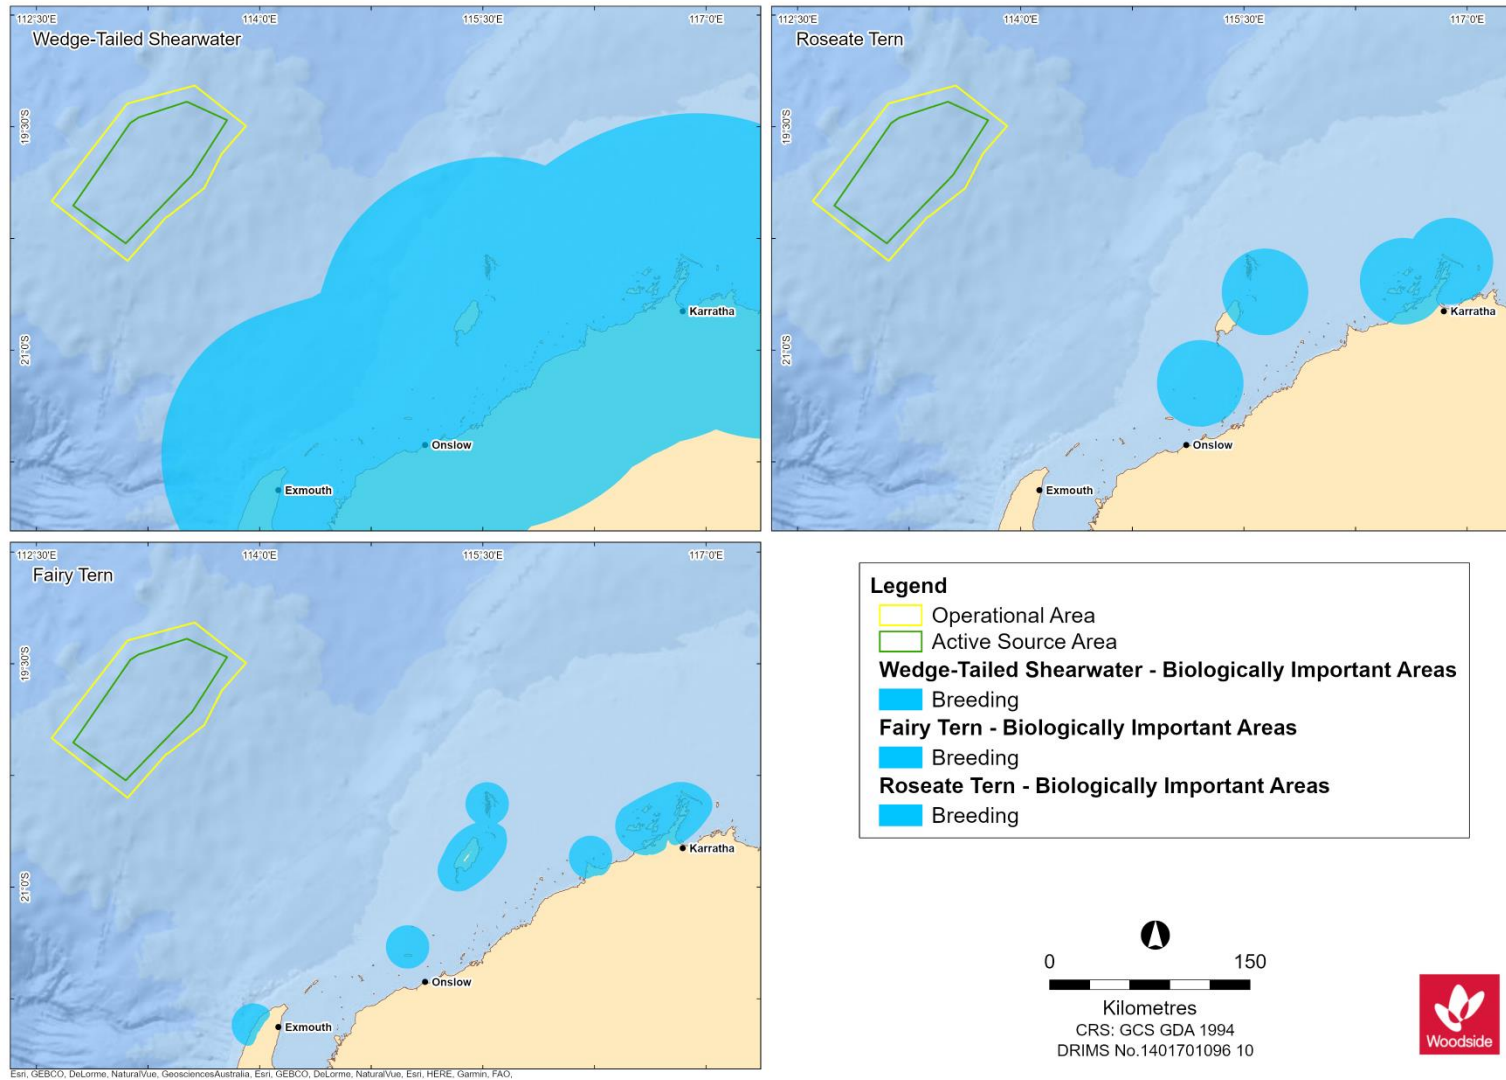 112°30'E
114°0'E
115°30'E
117°0'E
Wedge-Tailed Shearwater
19°30'S
21°0'S
Karratha
Onslow
Exmouth
114°0'E
115°30'E
117°0'E
Roseate Tern
19°30'S
21°0'S
Karratha
Onslow
Exmouth
112°30'E
114°0'E
115°30'E
117°0'E
Fairy Tern
19°30'S
21°0'S
Karratha
Onslow
Exmouth
Esri, GEBCO, DeLorme, NaturalVue, GeosciencesAustralia, Esri, GEBCO, DeLorme, NaturalVue, Esri, HERE, Garmin, FAO,
Legend
Operational Area
Active Source Area
Wedge-Tailed Shearwater - Biologically Important Areas
Breeding
Fairy Tern - Biologically Important Areas
Breeding
Roseate Tern - Biologically Important Areas
Breeding
0 150
Kilometres
CRS: GCS GDA 1994
DRIMS No.1401701096 10
Woodside